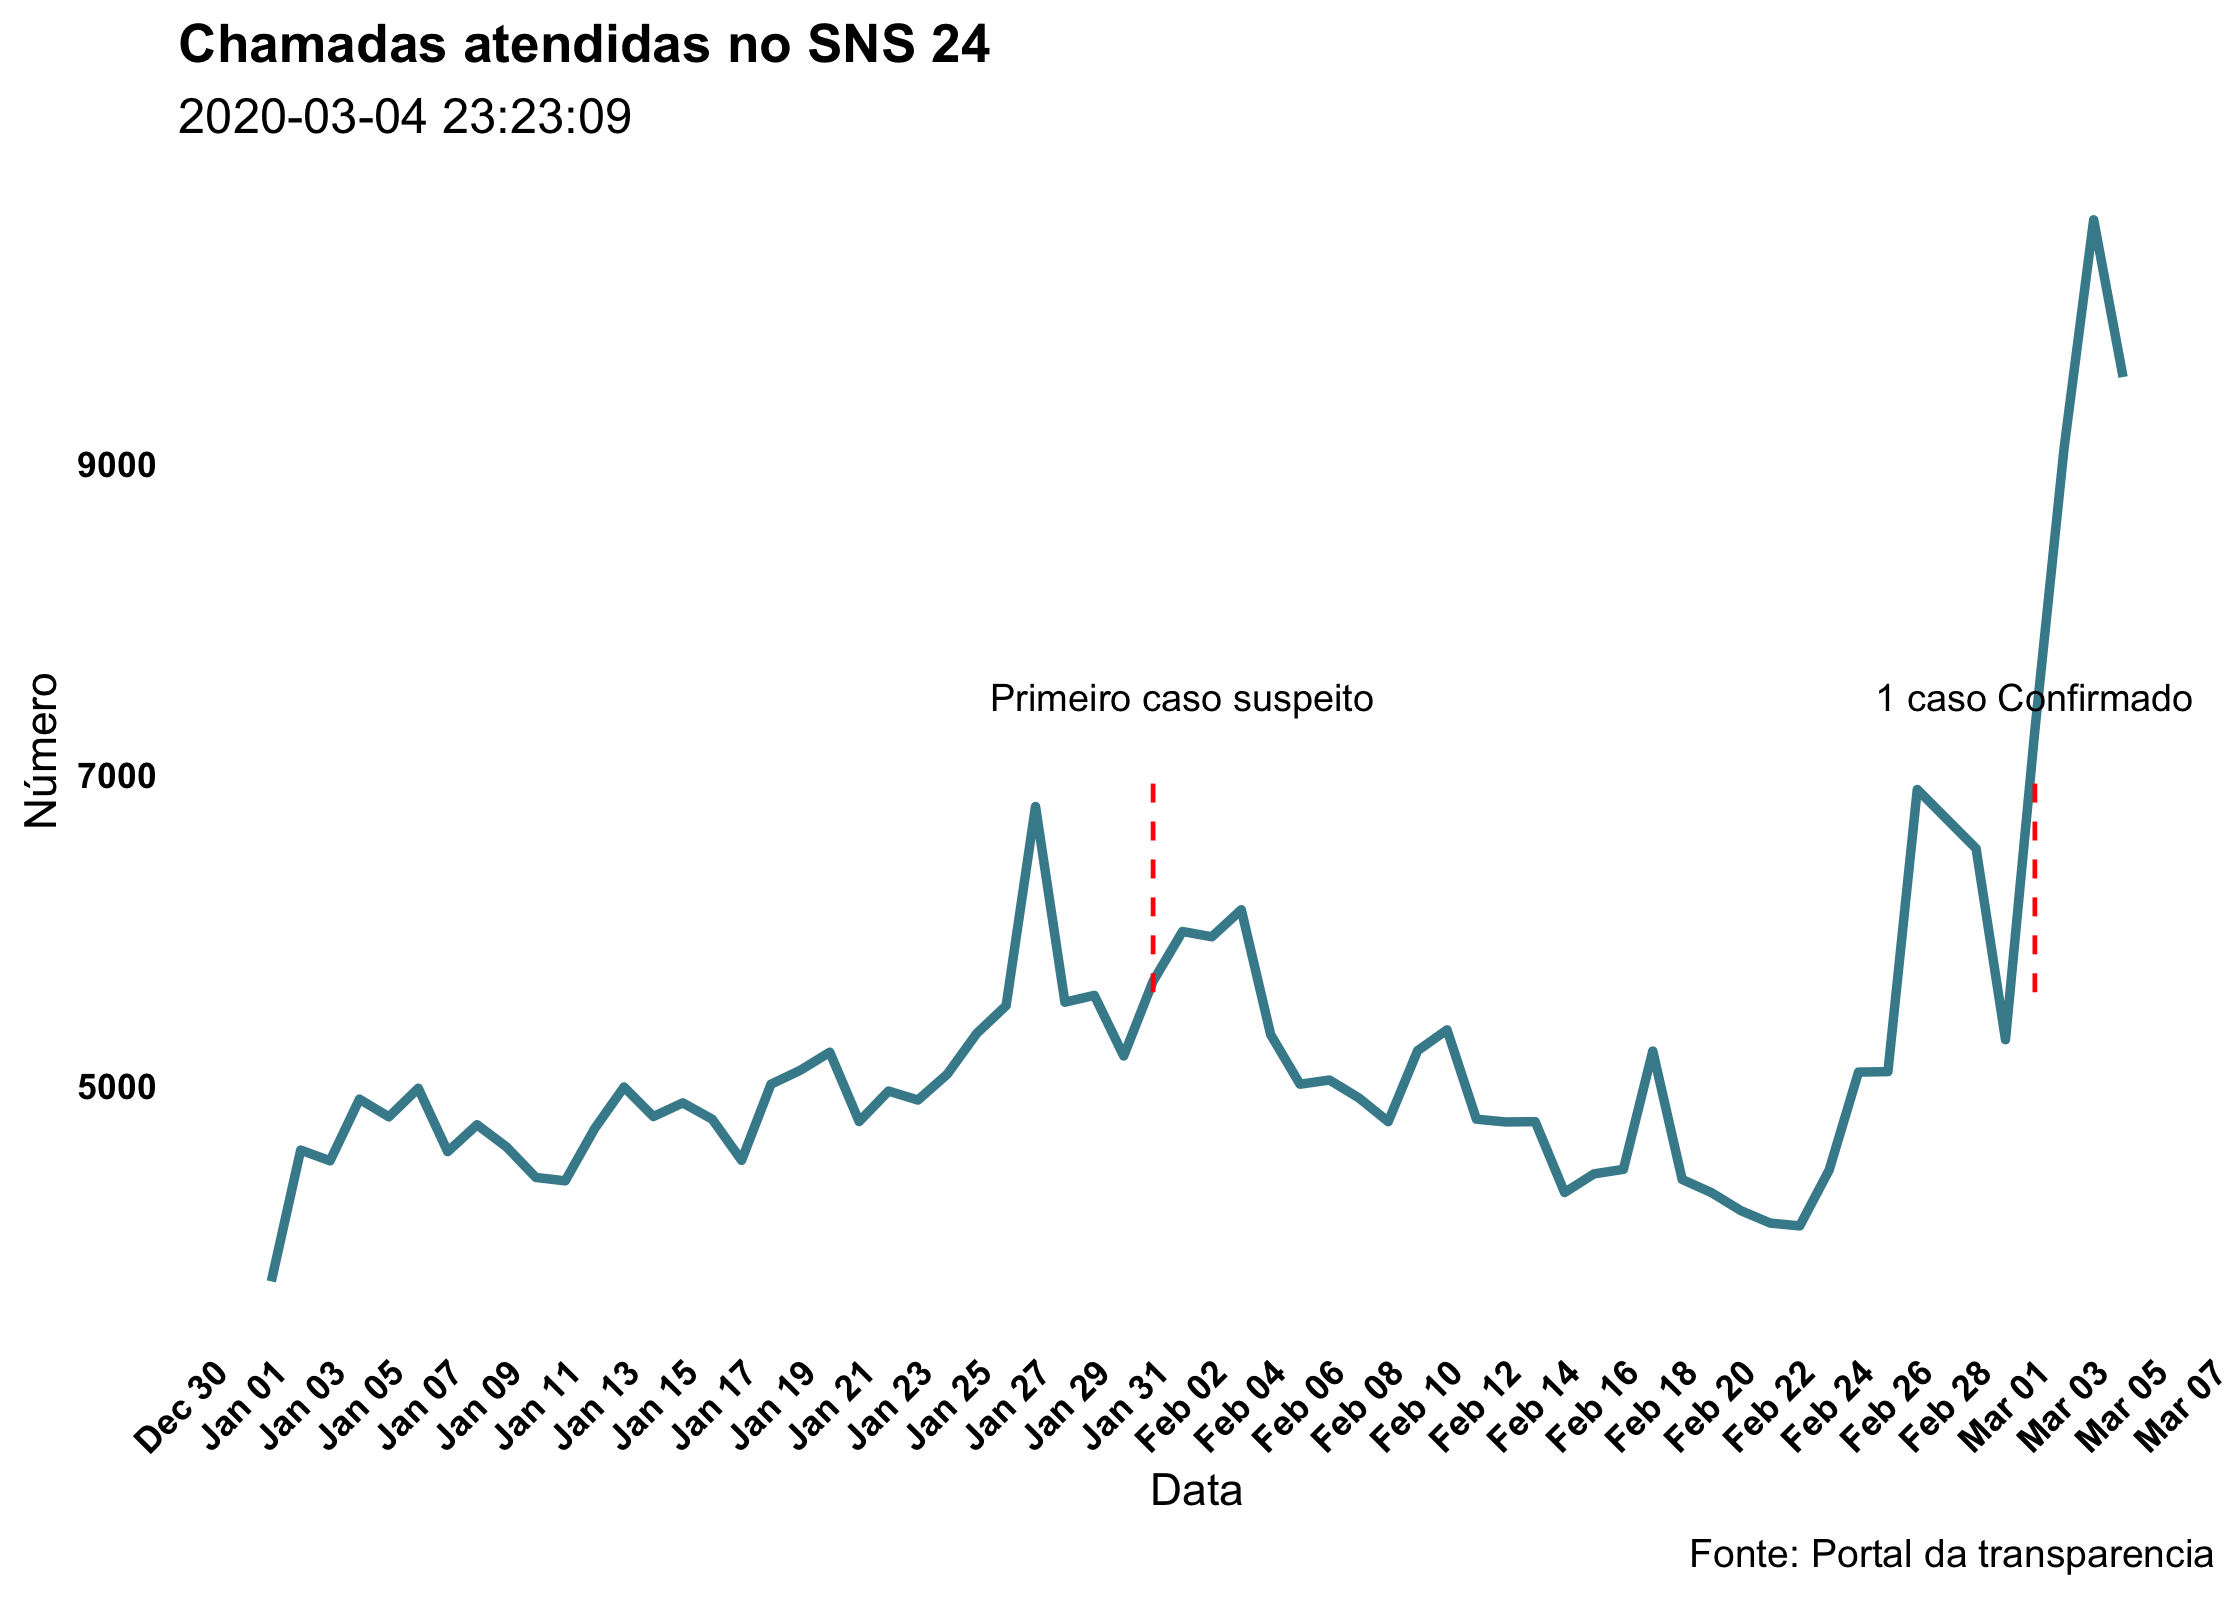 Chamadas atendidas no SNS 24
2020-03-04 23:23:09
Número
9000
7000
5000
Primeiro caso suspeito
1 caso Confirmado
Dec 30
Jan 01
Jan 03
Jan 05
Jan 07
Jan 09
Jan 11
Jan 13
Jan 15
Jan 17
Jan 19
Jan 21
Jan 23
Jan 25
Jan 27
Jan 29
Jan 31
Feb 02
Feb 04
Feb 06
Feb 08
Feb 10
Feb 12
Feb 14
Feb 16
Feb 18
Feb 20
Feb 22
Feb 24
Feb 26
Feb 28
Mar 01
Mar 03
Mar 05
Mar 07
Data
Fonte: Portal da transparencia